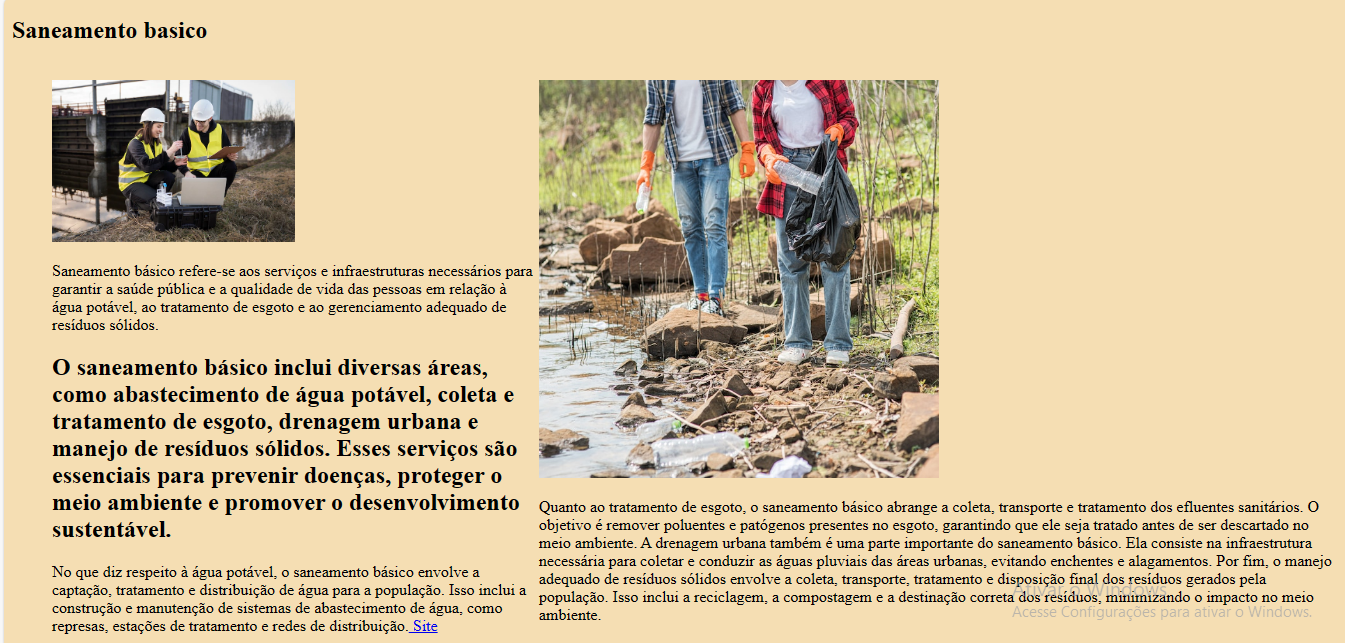 Saneamento basico
Saneamento básico refere-se aos serviços e infraestruturas necessários para
garantir a saúde pública e a qualidade de vida das pessoas em relação à
água potável, ao tratamento de esgoto e ao gerenciamento adequado de
resíduos sólidos.
O saneamento básico inclui diversas áreas,
como abastecimento de água potável, coleta e
tratamento de esgoto, drenagem urbana e
manejo de resíduos sólidos. Esses serviços são
essenciais para prevenir doenças, proteger o
meio ambiente e promover o desenvolvimento
sustentável.
No que diz respeito à água potável, o saneamento básico envolve a
captação, tratamento e distribuição de água para a população. Isso inclui a
construção e manutenção de sistemas de abastecimento de água, como
represas, estações de tratamento e redes de distribuição. Site
Quanto ao tratamento de esgoto, o saneamento básico abrange a coleta, transporte e tratamento dos efluentes sanitários. O
objetivo é remover poluentes e patógenos presentes no esgoto, garantindo que ele seja tratado antes de ser descartado no
meio ambiente. A drenagem urbana também é uma parte importante do saneamento básico. Ela consiste na infraestrutura
necessária para coletar e conduzir as águas pluviais das áreas urbanas, evitando enchentes e alagamentos. Por fim, o manejo
adequado de resíduos sólidos envolve a coleta, transporte, tratamento e disposição final dos resíduos gerados pela
população. Isso inclui a reciclagem, a compostagem e a destinação correta dos resíduos, minimizando o impacto no meio
ambiente.
Ativar o Windows
Acesse Configurações para ativar o Windows.